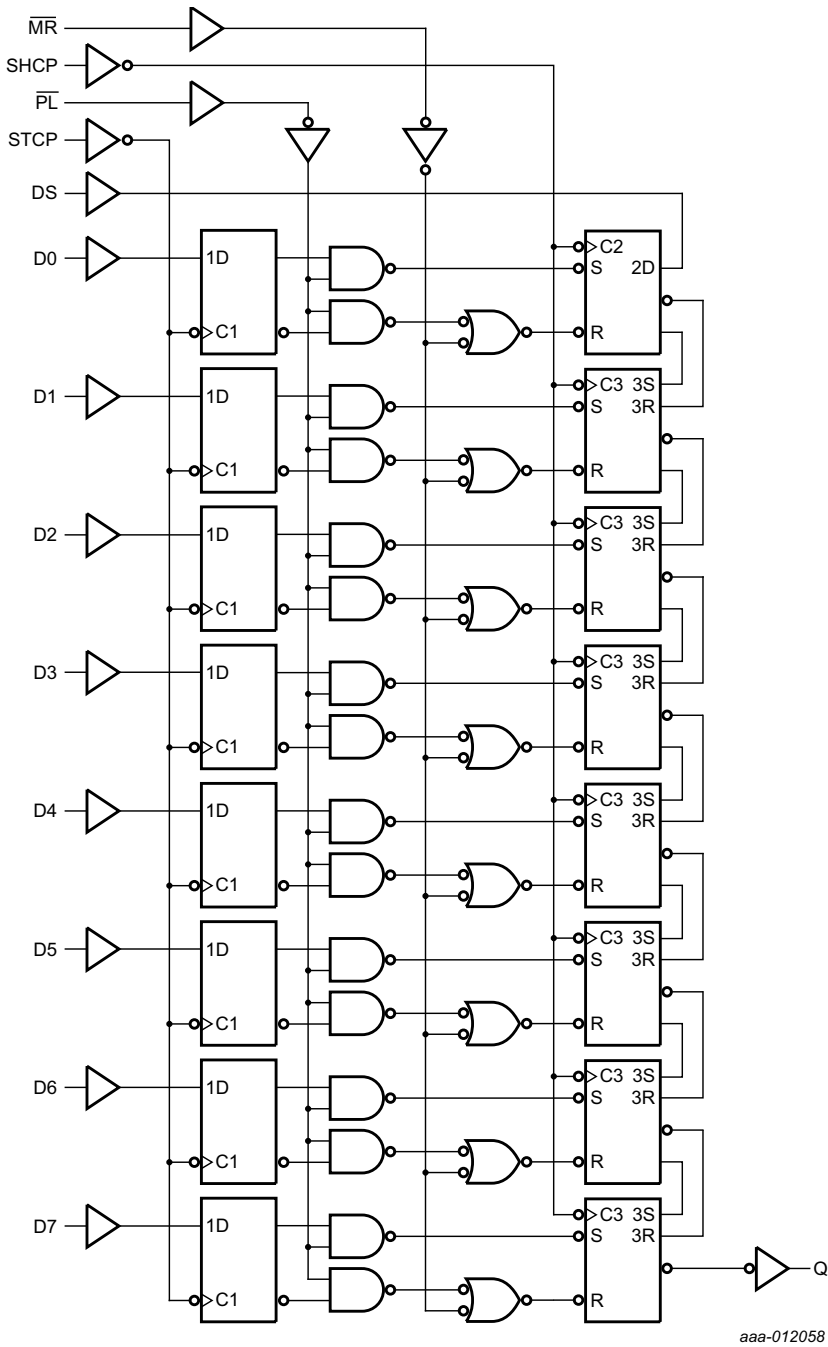 M̅R̅
SHCP
P̅L̅
STCP
DS
D0
1D
C1
C2
S 2D
R
D1
1D
C1
C3 3S
S 3R
R
D2
1D
C1
C3 3S
S 3R
R
D3
1D
C1
C3 3S
S 3R
R
D4
1D
C1
C3 3S
S 3R
R
D5
1D
C1
C3 3S
S 3R
R
D6
1D
C1
C3 3S
S 3R
R
D7
1D
C1
C3 3S
S 3R
R
Q
aaa-012058